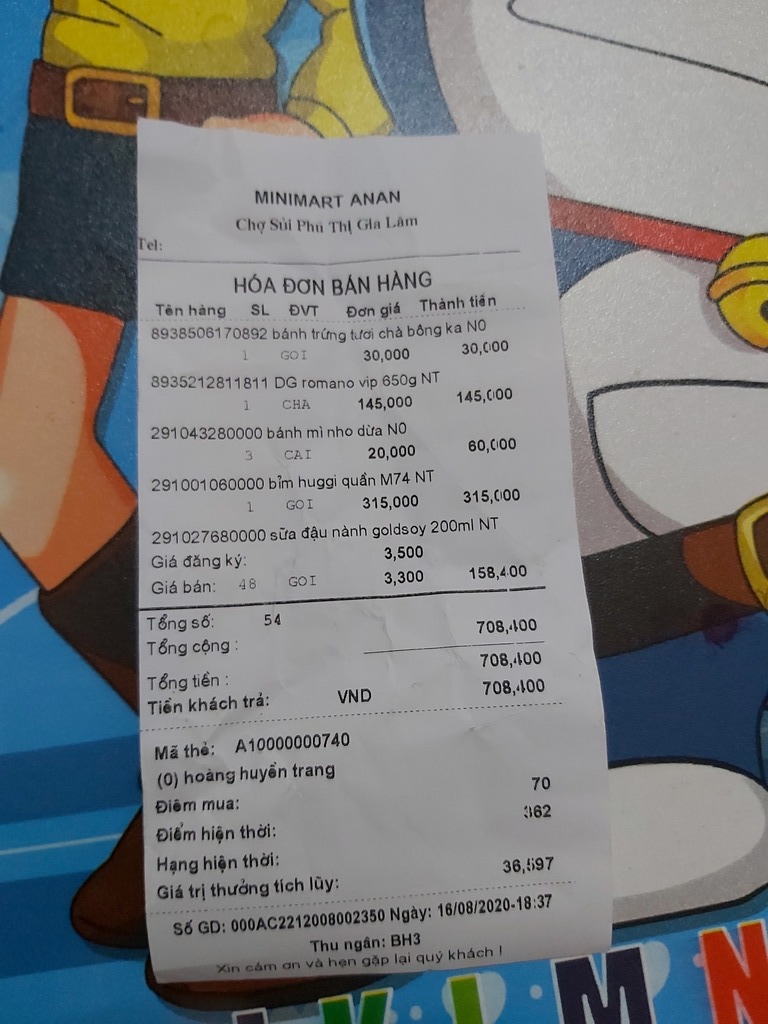 MINIMART ANAN
Chợ Sủi Phú Thị Gia Lâm
Tel:
HÓA ĐƠN BÁN HÀNG
Tên hàng SL ĐVT Đơn giá Thành tiền
8938506170892 bánh trứng tươi chà bông ka N0
1 GOI 30,000 30,000
8935212811811 DG romano vip 650g NT
1 CHA 145,000 145,000
291043280000 bánh mì nho dừa N0
3 CAI 20,000 60,000
291001060000 bỉm huggi quần M74 NT
1 GOI 315,000 315,000
291027680000 sữa đậu nành goldsoy 200ml NT
Giá đăng ký: 3,500
Giá bán: 48 GOI 3,300 158,400
Tổng số: 54
Tổng cộng : 708,400
Tổng tiền : 708,400
Tiền khách trả: VND 708,400
Mã thẻ: A10000000740
(0) hoàng huyền trang
Điểm mua: 70
Điểm hiện thời: 362
Hạng hiện thời:
Giá trị thưởng tích lũy: 36,597
Số GD: 000AC2212008002350 Ngày: 16/08/2020-18:37
Thu ngân: BH3
Xin cảm ơn và hẹn gặp lại quý khách !